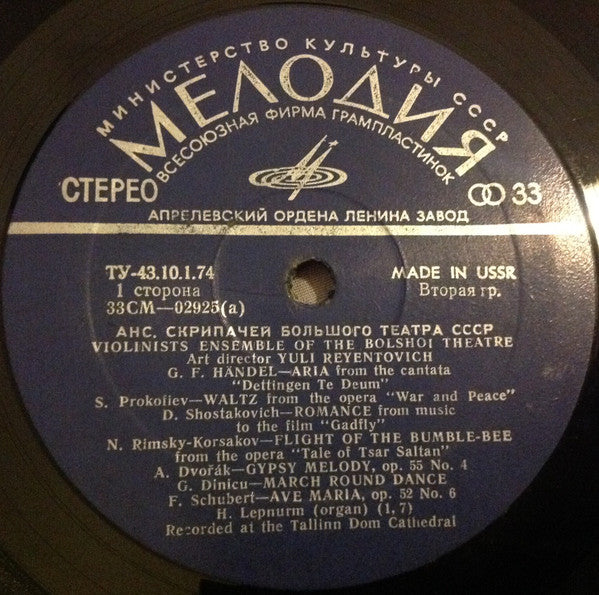 МИНИСТЕРСТВО КУЛЬТУРЫ СССР
МЕЛОДИЯ
ВСЕСОЮЗНАЯ ФИРМА ГРАМПЛАСТИНОК
СТЕРЕО
33
АПРЕЛЕВСКИЙ ОРДЕНА ЛЕНИНА ЗАВОД
ТУ-43.10.1.74
MADE IN USSR
1 сторона
Вторая гр.
33СМ—02925(а)
АНС. СКРИПАЧЕЙ БОЛЬШОГО ТЕАТРА СССР
VIOLINISTS ENSEMBLE OF THE BOLSHOI THEATRE
Art director YULI REYENTOVICH
G. F. HÄNDEL—ARIA from the cantata
"Dettingen Te Deum"
S. Prokofiev—WALTZ from the opera "War and Peace"
D. Shostakovich—ROMANCE from music
to the film "Gadfly"
N. Rimsky-Korsakov—FLIGHT OF THE BUMBLE-BEE
from the opera "Tale of Tsar Saltan"
A. Dvořák—GYPSY MELODY, op. 55 No. 4
G. Dinicu—MARCH ROUND DANCE
F. Schubert—AVE MARIA, op. 52 No. 6
H. Lepnurm (organ) (1, 7)
Recorded at the Tallinn Dom Cathedral